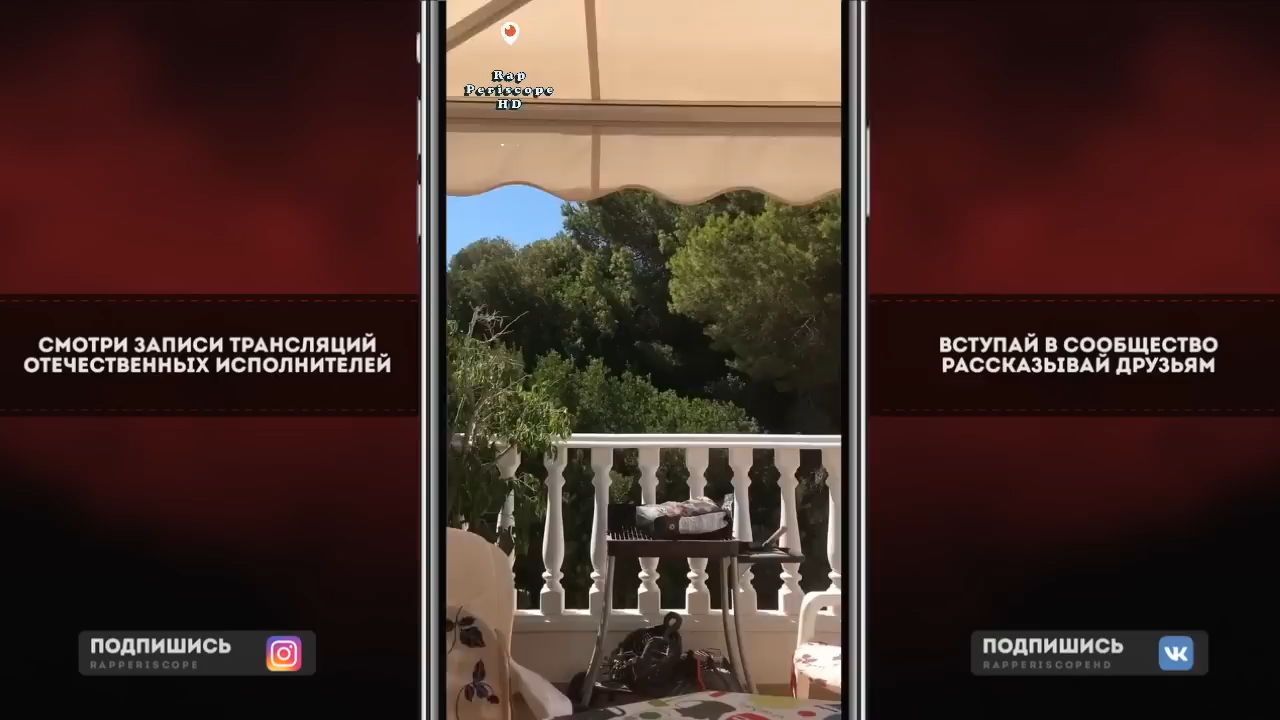 Rap
Periscope
HD
СМОТРИ ЗАПИСИ ТРАНСЛЯЦИЙ
ОТЕЧЕСТВЕННЫХ ИСПОЛНИТЕЛЕЙ
ВСТУПАЙ В СООБЩЕСТВО
РАССКАЗЫВАЙ ДРУЗЬЯМ
ПОДПИШИСЬ
RAPPERISCOPE
ПОДПИШИСЬ
RAPPERISCOPEHD